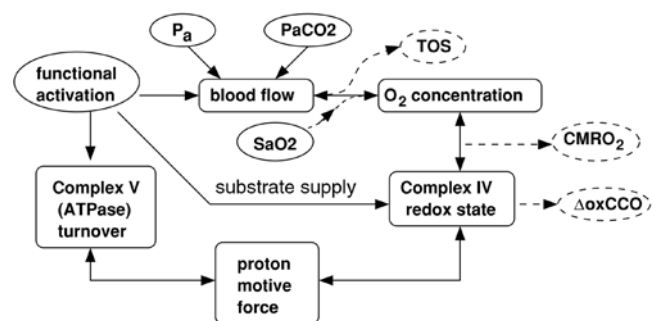 P_a
PaCO2
TOS
functional
activation
blood flow
O₂ concentration
SaO2
CMRO₂
Complex V
(ATPase)
turnover
substrate supply
Complex IV
redox state
ΔoxCCO
proton
motive
force